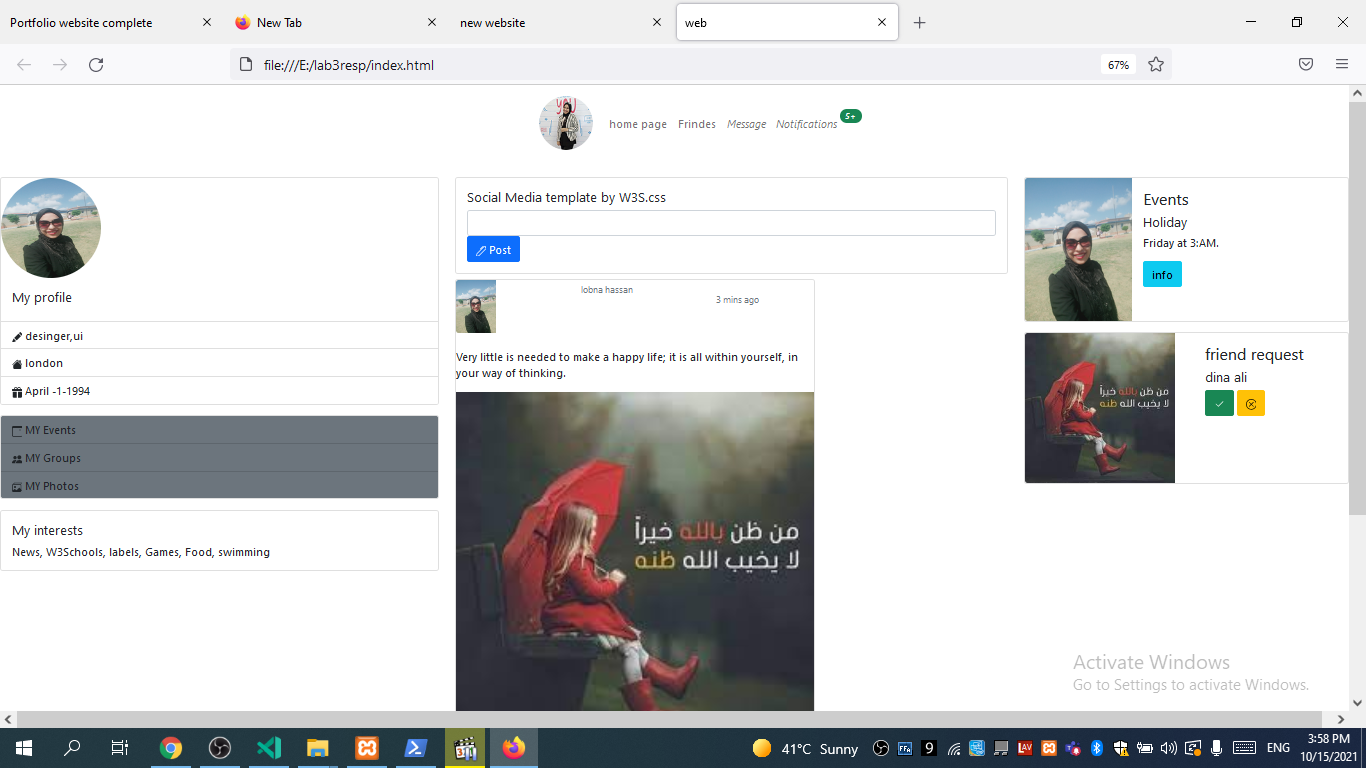 Portfolio website complete
New Tab
new website
web
file:///E:/lab3resp/index.html
67%
YOU
home page
Frindes
Message
Notifications
5+
My profile
desinger,ui
london
April -1-1994
MY Events
MY Groups
MY Photos
My interests
News, W3Schools, labels, Games, Food, swimming
Social Media template by W3S.css
Post
lobna hassan
3 mins ago
Very little is needed to make a happy life; it is all within yourself, in
your way of thinking.
من ظن بالله خيراً
لا يخيب الله ظنه
Events
Holiday
Friday at 3:AM.
info
من ظن بالله خيراً
لا يخيب الله ظنه
friend request
dina ali
Activate Windows
Go to Settings to activate Windows.
41°C Sunny
ENG
3:58 PM
10/15/2021